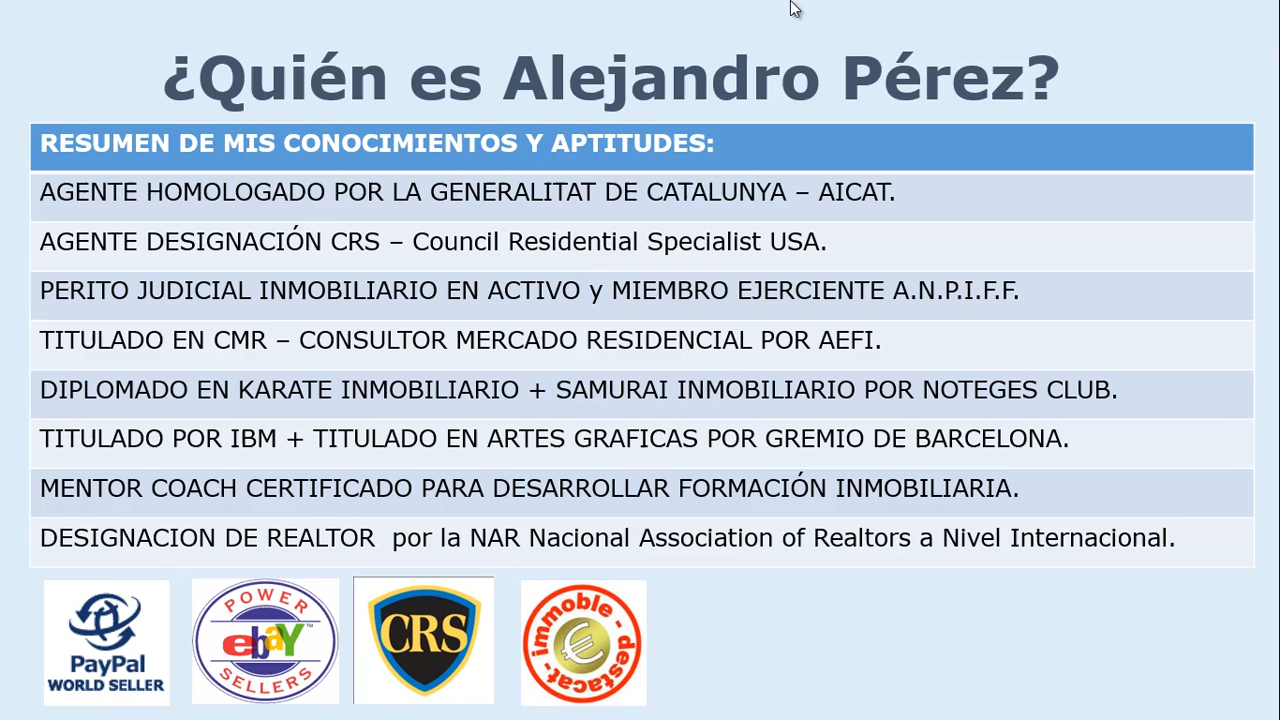 ¿Quién es Alejandro Pérez?
RESUMEN DE MIS CONOCIMIENTOS Y APTITUDES:
AGENTE HOMOLOGADO POR LA GENERALITAT DE CATALUNYA – AICAT.
AGENTE DESIGNACIÓN CRS – Council Residential Specialist USA.
PERITO JUDICIAL INMOBILIARIO EN ACTIVO y MIEMBRO EJERCIENTE A.N.P.I.F.F.
TITULADO EN CMR – CONSULTOR MERCADO RESIDENCIAL POR AEFI.
DIPLOMADO EN KARATE INMOBILIARIO + SAMURAI INMOBILIARIO POR NOTEGES CLUB.
TITULADO POR IBM + TITULADO EN ARTES GRAFICAS POR GREMIO DE BARCELONA.
MENTOR COACH CERTIFICADO PARA DESARROLLAR FORMACIÓN INMOBILIARIA.
DESIGNACION DE REALTOR  por la NAR Nacional Association of Realtors a Nivel Internacional.
PayPal
WORLD SELLER
POWER
ebaY™
SELLERS
CRS
immoble - destacat -
€